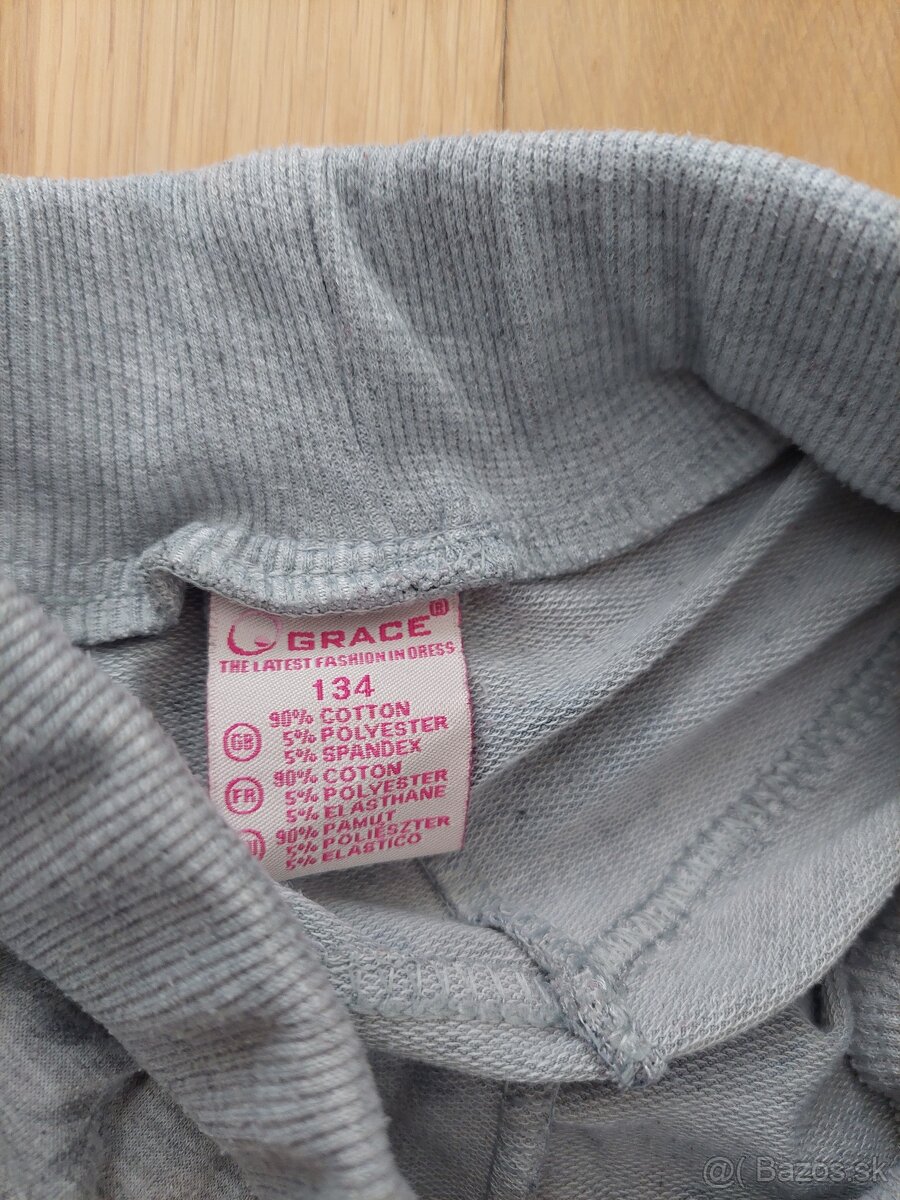 GRACE®
THE LATEST FASHION IN DRESS
134
90% COTTON
GB 5% POLYESTER
5% SPANDEX
90% COTON
FR 5% POLYESTER
5% ELASTHANE
90% PAMUT
5% POLIÉSZTER
5% ELASTICO
@( Bazos.sk